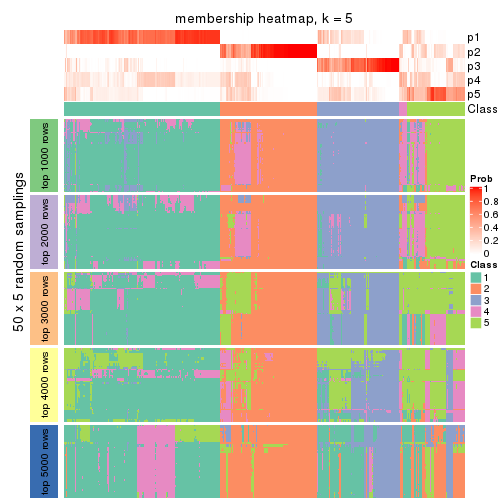 membership heatmap, k = 5
p1
p2
p3
p4
p5
Class
50 x 5 random samplings
top 1000 rows
top 2000 rows
top 3000 rows
top 4000 rows
top 5000 rows
Prob
1
0.8
0.6
0.4
0.2
0
Class
1
2
3
4
5